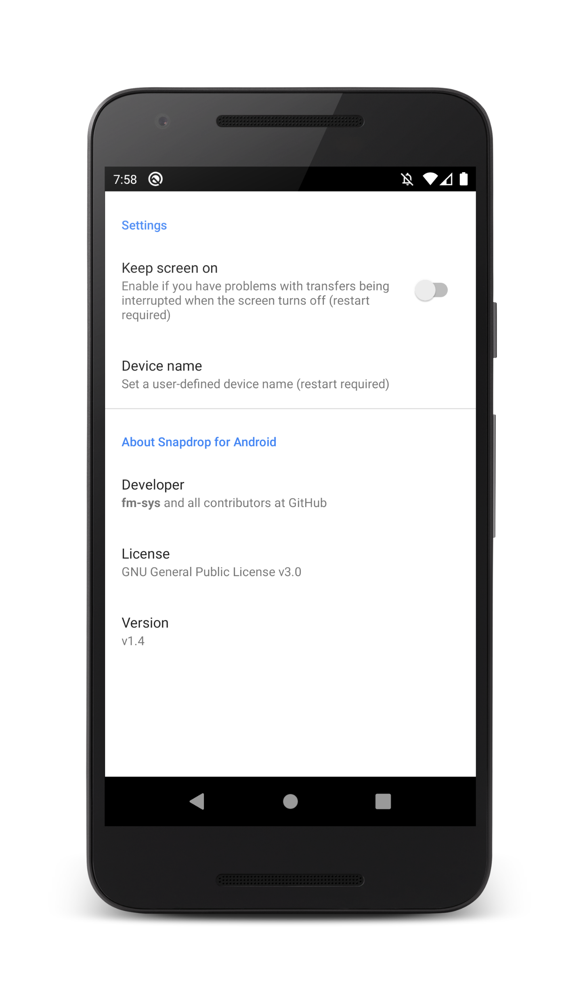 7:58
Settings
Keep screen on
Enable if you have problems with transfers being
interrupted when the screen turns off (restart
required)
Device name
Set a user-defined device name (restart required)
About Snapdrop for Android
Developer
fm-sys and all contributors at GitHub
License
GNU General Public License v3.0
Version
v1.4